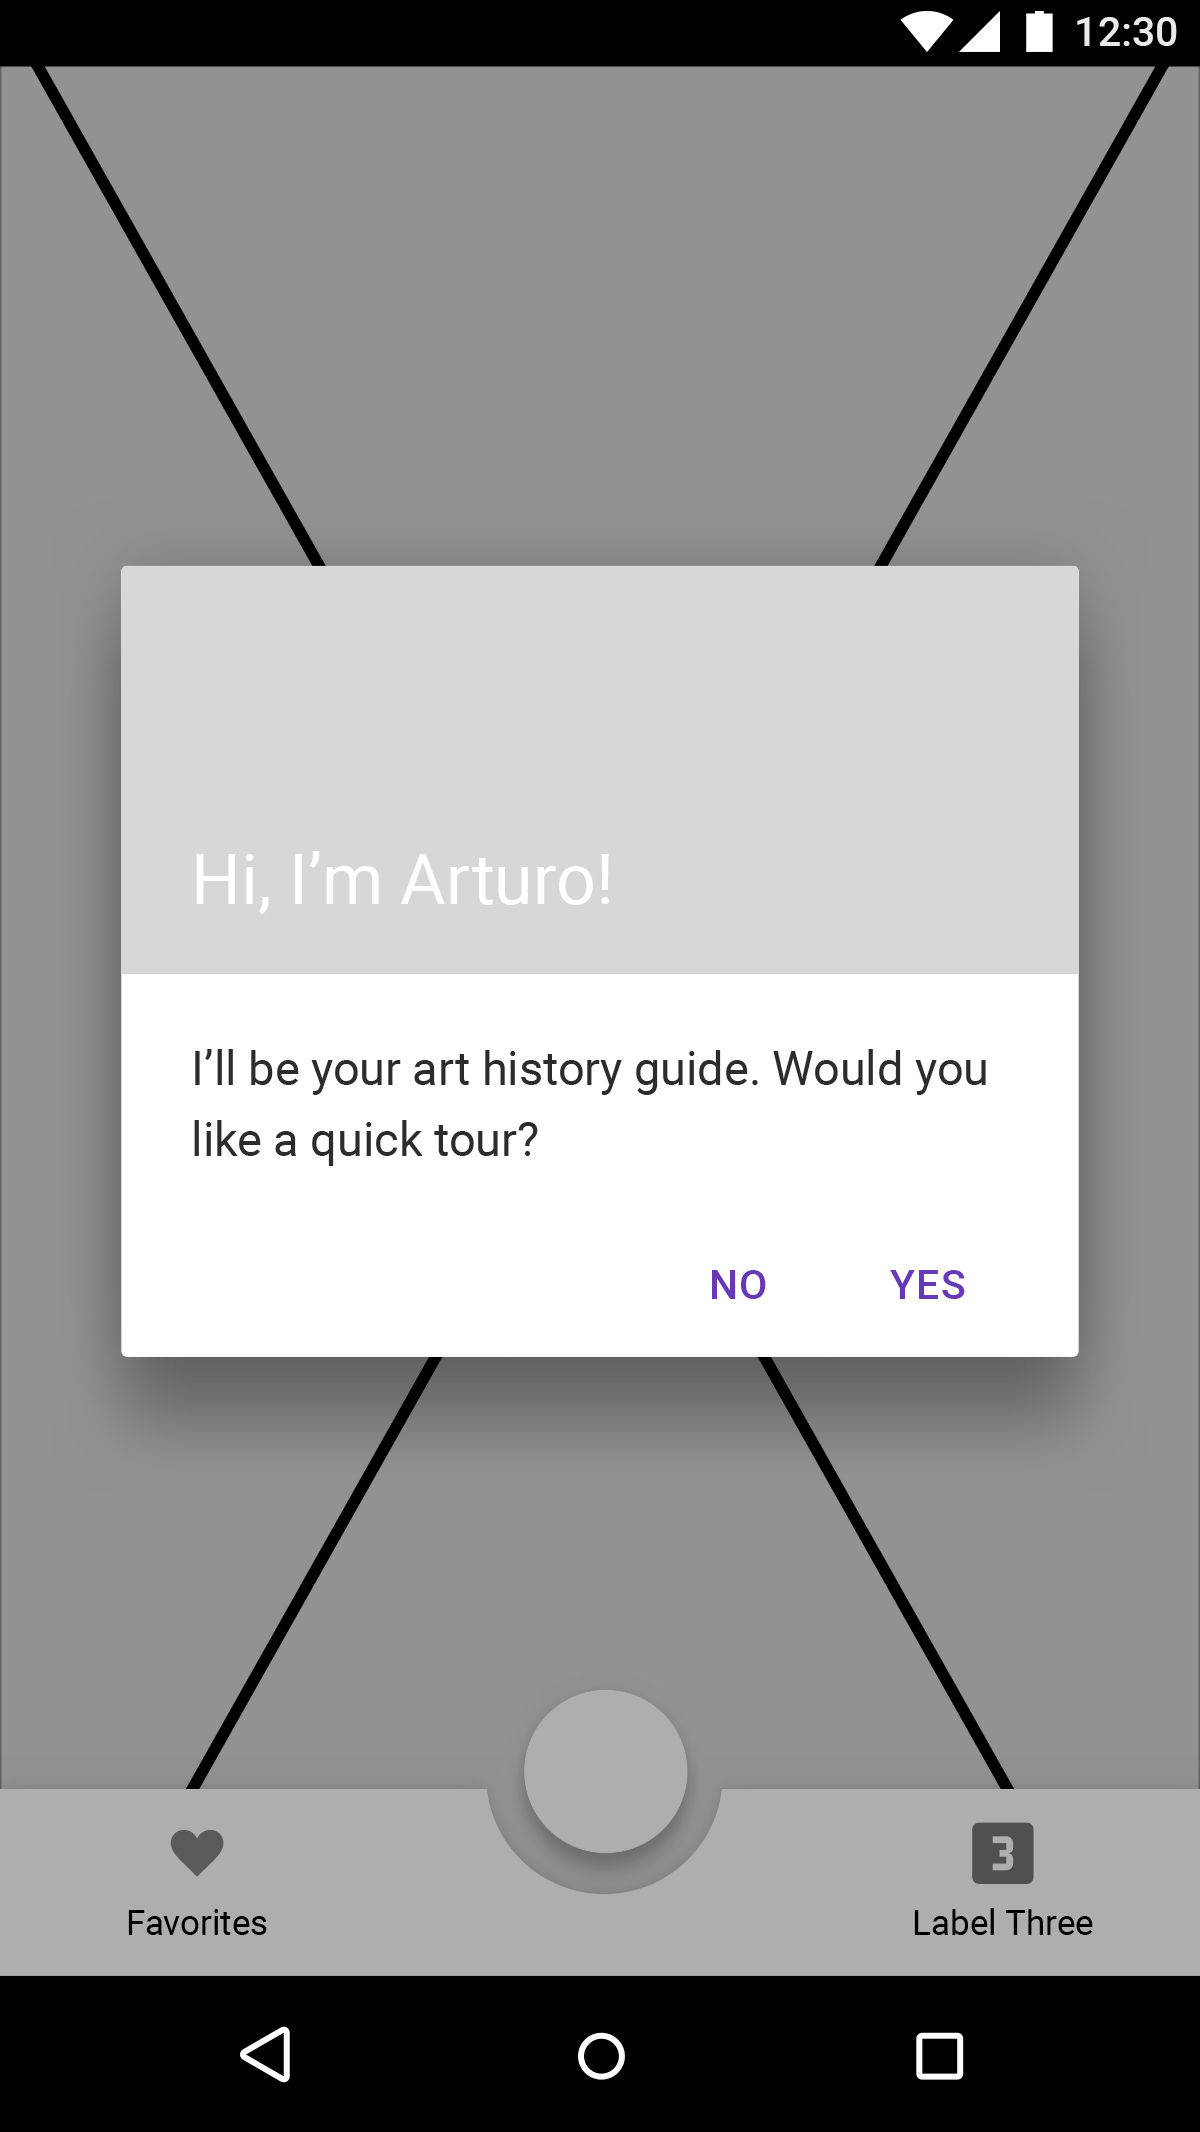 12:30
Hi, I’m Arturo!
I’ll be your art history guide. Would you
like a quick tour?
NO YES
3
Favorites Label Three